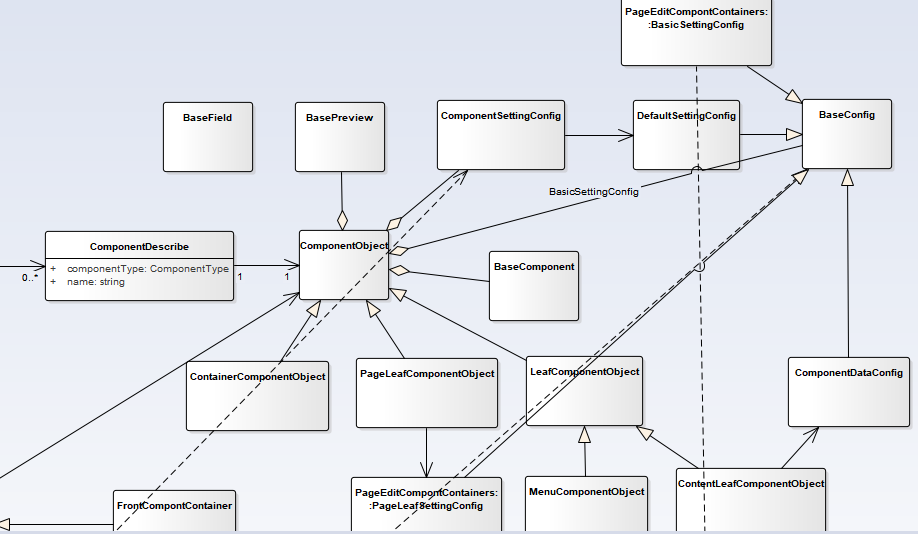 PageEditCompontContainers:
:BasicSettingConfig
BaseField
BasePreview
ComponentSettingConfig
DefaultSettingConfig
BaseConfig
BasicSettingConfig
ComponentDescribe
+ componentType: ComponentType
+ name: string
0..*
1
1
ComponentObject
BaseComponent
ContainerComponentObject
PageLeafComponentObject
LeafComponentObject
ComponentDataConfig
FrontCompontContainer
PageEditCompontContainers:
:PageLeafSettingConfig
MenuComponentObject
ContentLeafComponentObject